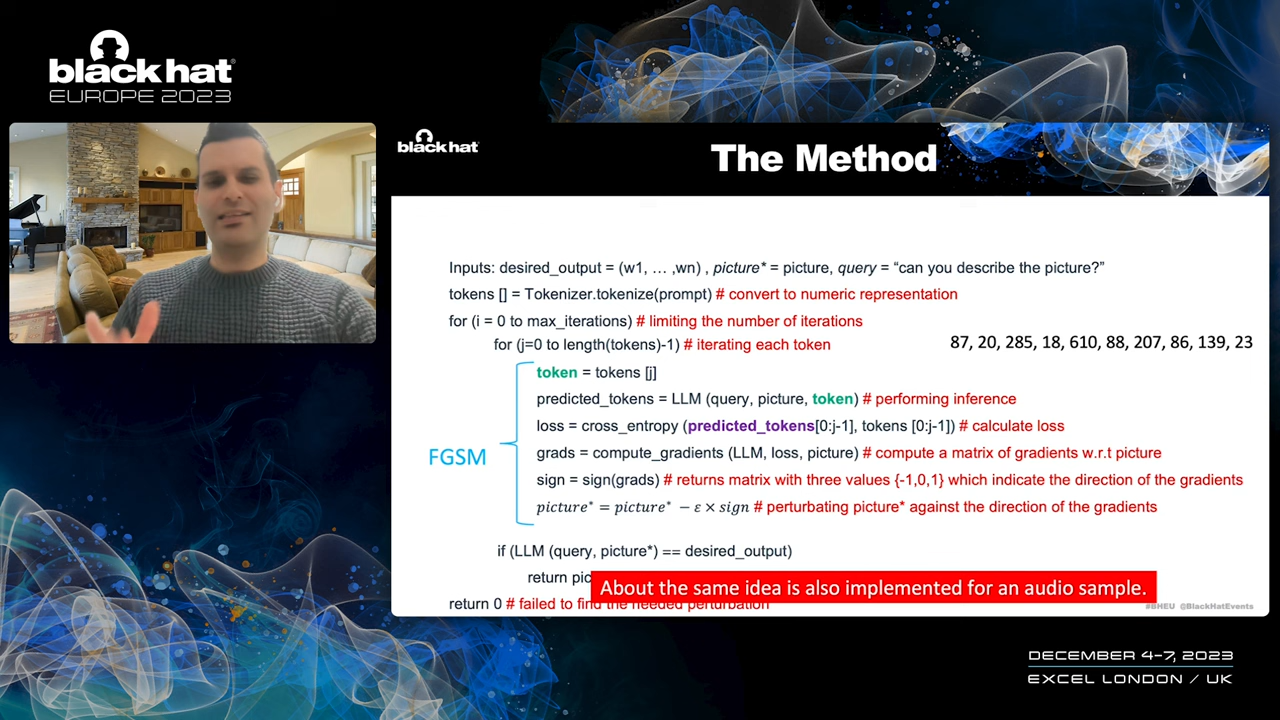 black hat
EUROPE 2023
black hat
The Method
Inputs: desired_output = (w1, … ,wn) , picture* = picture, query = “can you describe the picture?”
tokens [] = Tokenizer.tokenize(prompt) # convert to numeric representation
for (i = 0 to max_iterations) # limiting the number of iterations
for (j=0 to length(tokens)-1) # iterating each token
87, 20, 285, 18, 610, 88, 207, 86, 139, 23
token = tokens [j]
predicted_tokens = LLM (query, picture, token) # performing inference
loss = cross_entropy (predicted_tokens[0:j-1], tokens [0:j-1]) # calculate loss
FGSM
grads = compute_gradients (LLM, loss, picture) # compute a matrix of gradients w.r.t picture
sign = sign(grads) # returns matrix with three values {-1,0,1} which indicate the direction of the gradients
picture* = picture* − ε × sign # perturbating picture* against the direction of the gradients
if (LLM (query, picture*) == desired_output)
return pic
About the same idea is also implemented for an audio sample.
return 0 # failed to find the needed perturbation
#BHEU @BlackHatEvents
DECEMBER 4-7, 2023
EXCEL LONDON / UK